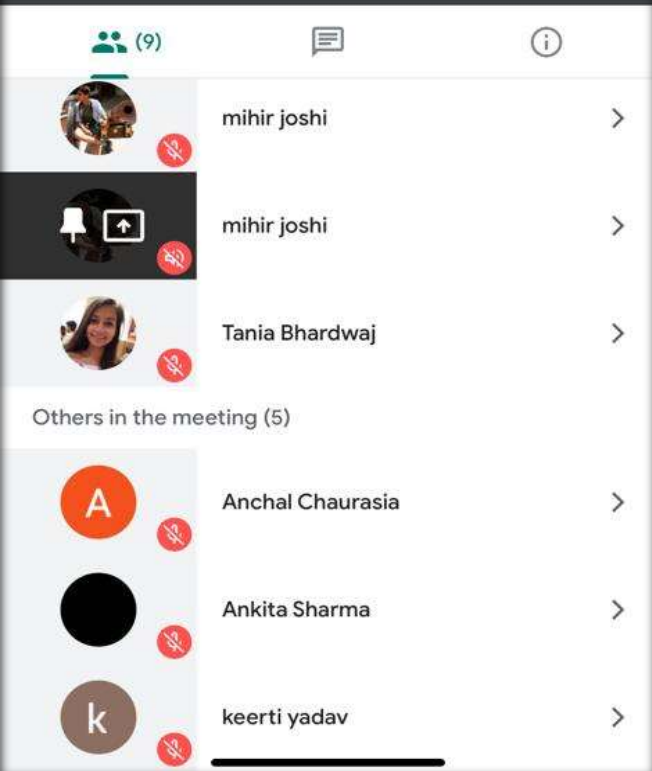 (9)
mihir joshi
mihir joshi
Tania Bhardwaj
Others in the meeting (5)
A
Anchal Chaurasia
Ankita Sharma
k
keerti yadav